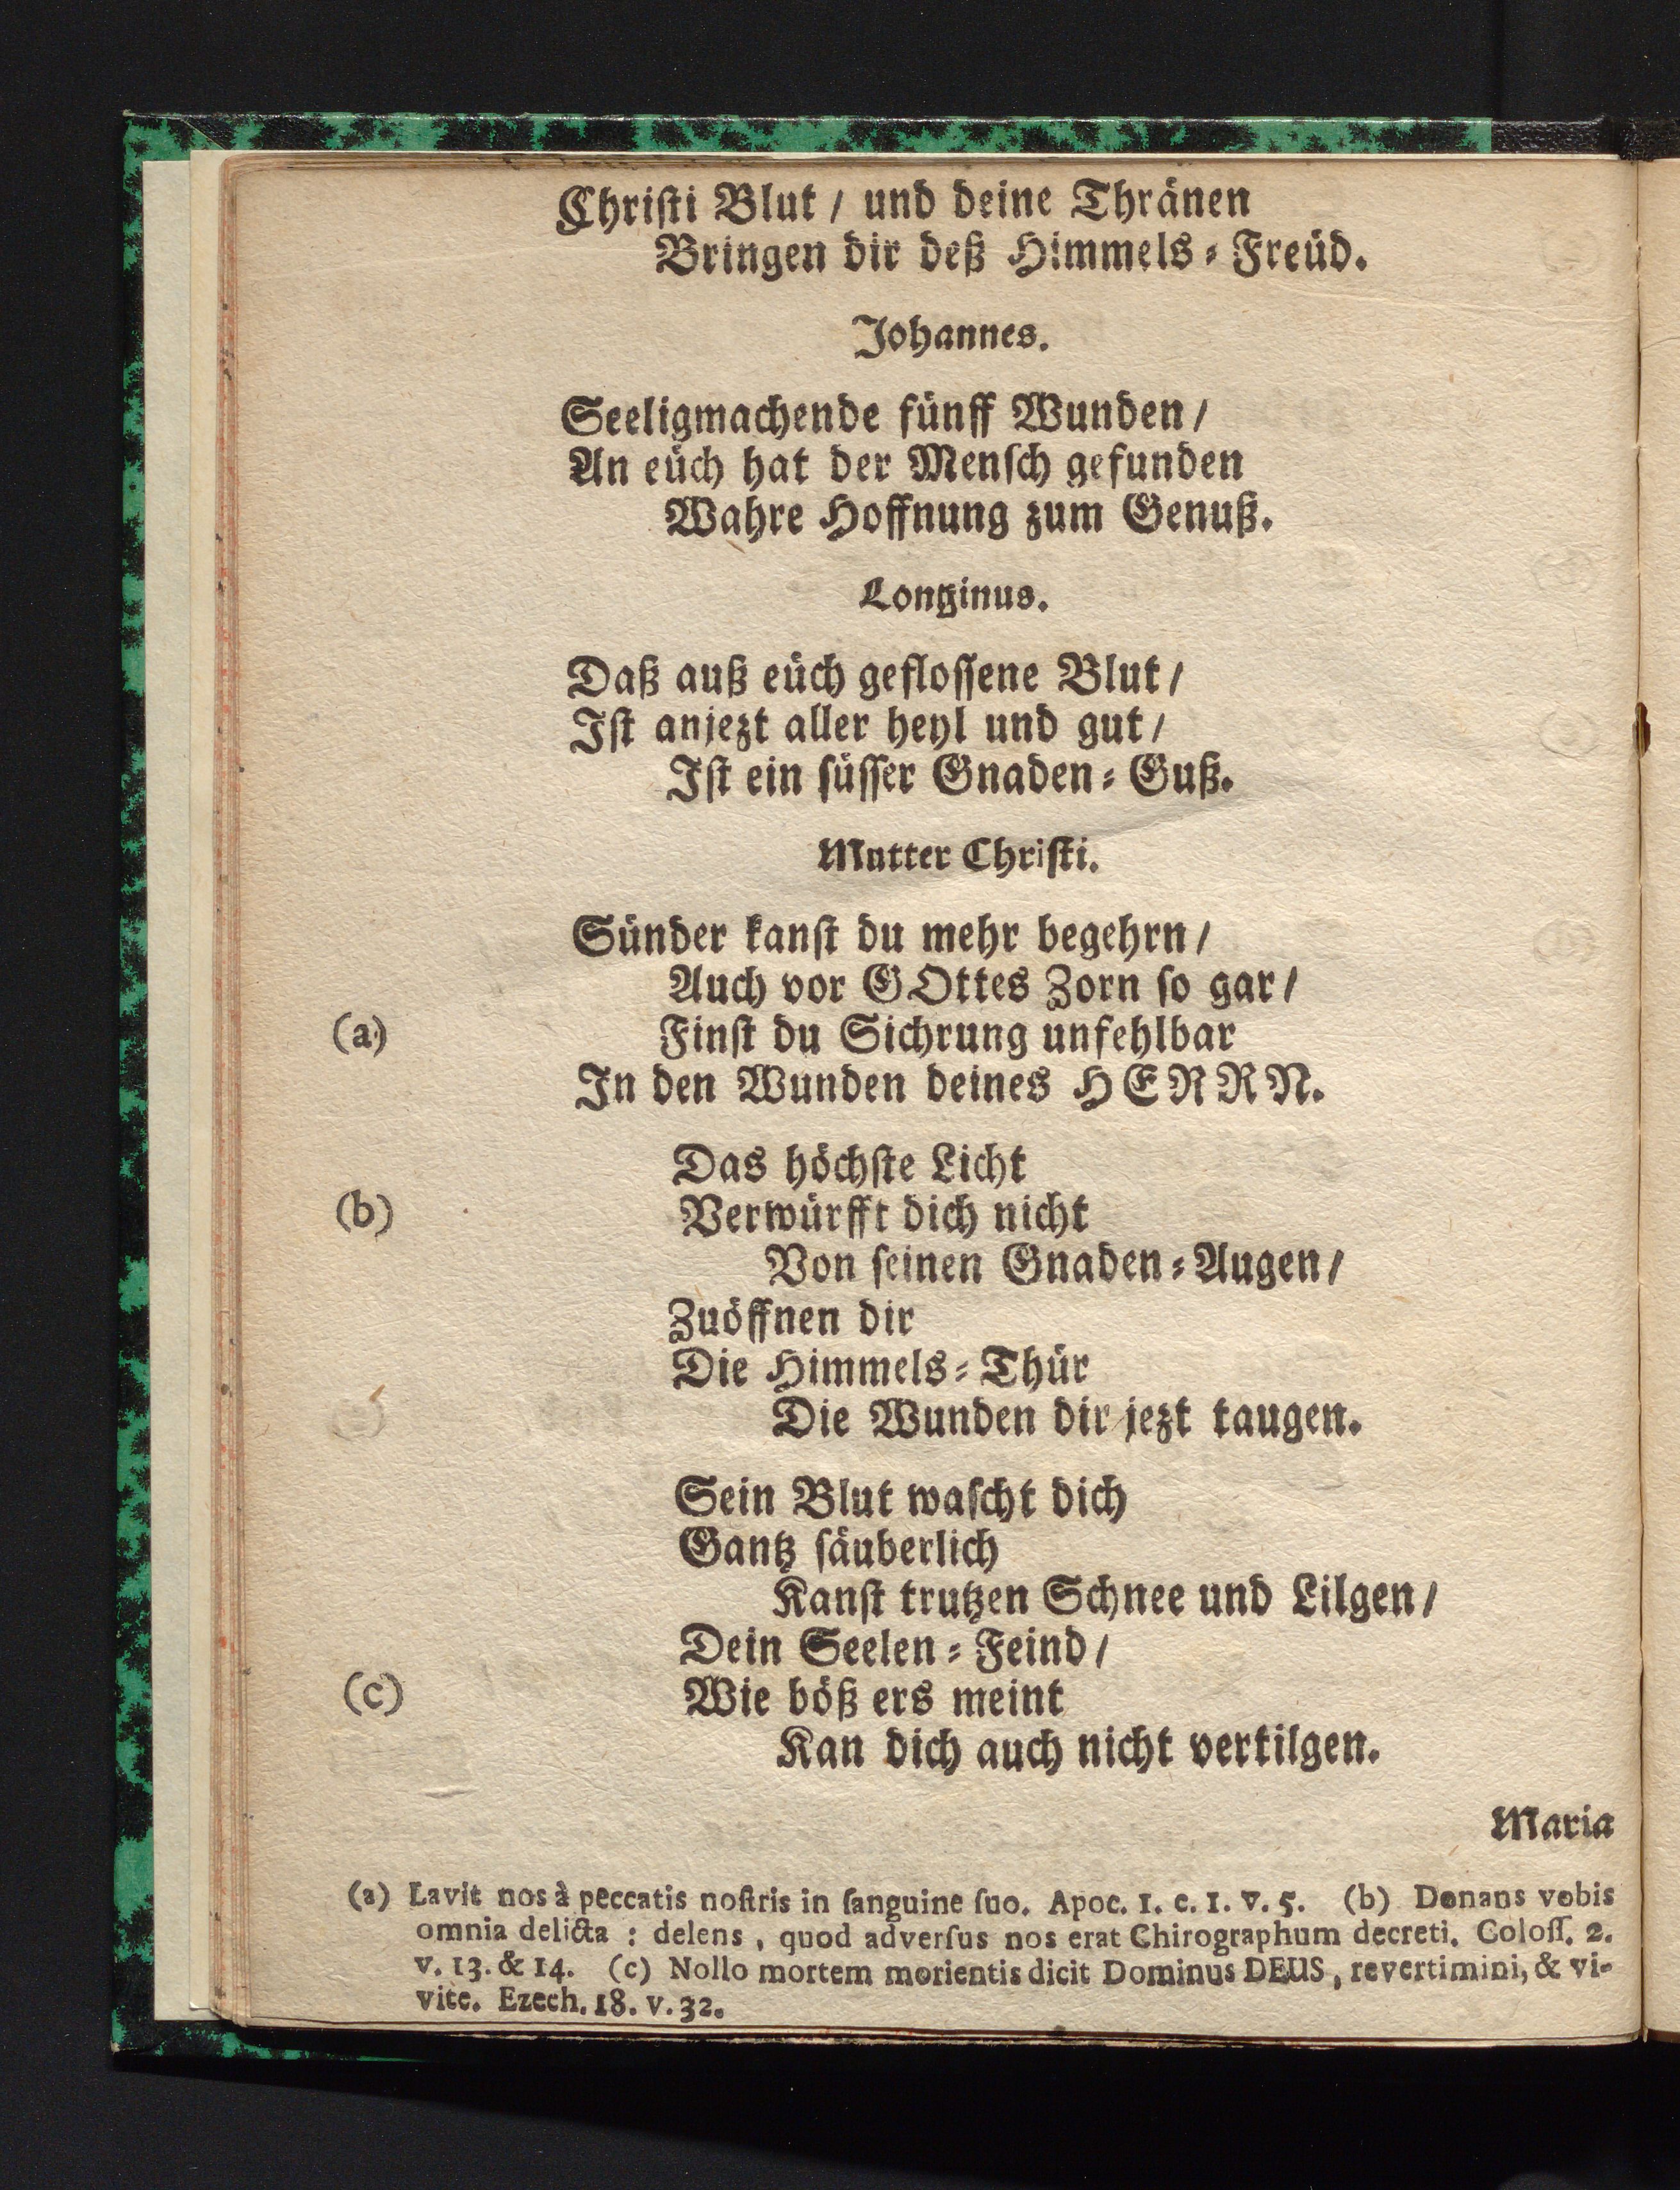 Christi Blut / und deine Thränen
Bringen dir deß Himmels-Freüd.
Johannes.
Seeligmachende fünff Wunden /
An eüch hat der Mensch gefunden
Wahre Hoffnung zum Genuß.
Lontzinus.
Daß auß eüch geflossene Blut /
Ist anjezt aller heyl und gut /
Ist ein süsser Gnaden-Guß.
Mutter Christi.
Sünder kanst du mehr begehrn /
Auch vor GOttes Zorn so gar /
(a) Finst du Sichrung unfehlbar
In den Wunden deines HERRN.
Das höchste Licht
(b) Verwürfft dich nicht
Von seinen Gnaden-Augen /
Zuöffnen dir
Die Himmels-Thür
Die Wunden dir jezt taugen.
Sein Blut wascht dich
Gantz säuberlich
Kanst trutzen Schnee und Lilgen /
Dein Seelen-Feind /
(c) Wie böß ers meint
Kan dich auch nicht vertilgen.
Maria
(a) Lavit nos à peccatis nostris in sanguine suo. Apoc. 1. c. 1. v. 5. (b) Donans vobis
omnia delicta : delens, quod adversus nos erat Chirographum decreti. Coloss. 2.
v. 13. & 14. (c) Nollo mortem morientis dicit Dominus DEUS, revertimini, & vi-
vite. Ezech. 18. v. 32.